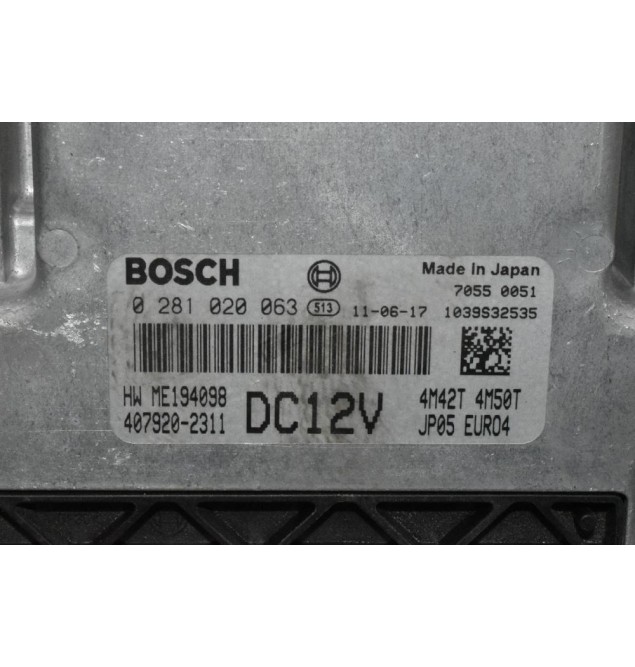 BOSCH Made in Japan
7055 0051
0 281 020 063 513 11-06-17 1039S32535
HW ME194098 DC12V 4M42T 4M50T
407920-2311 JP05 EURO4